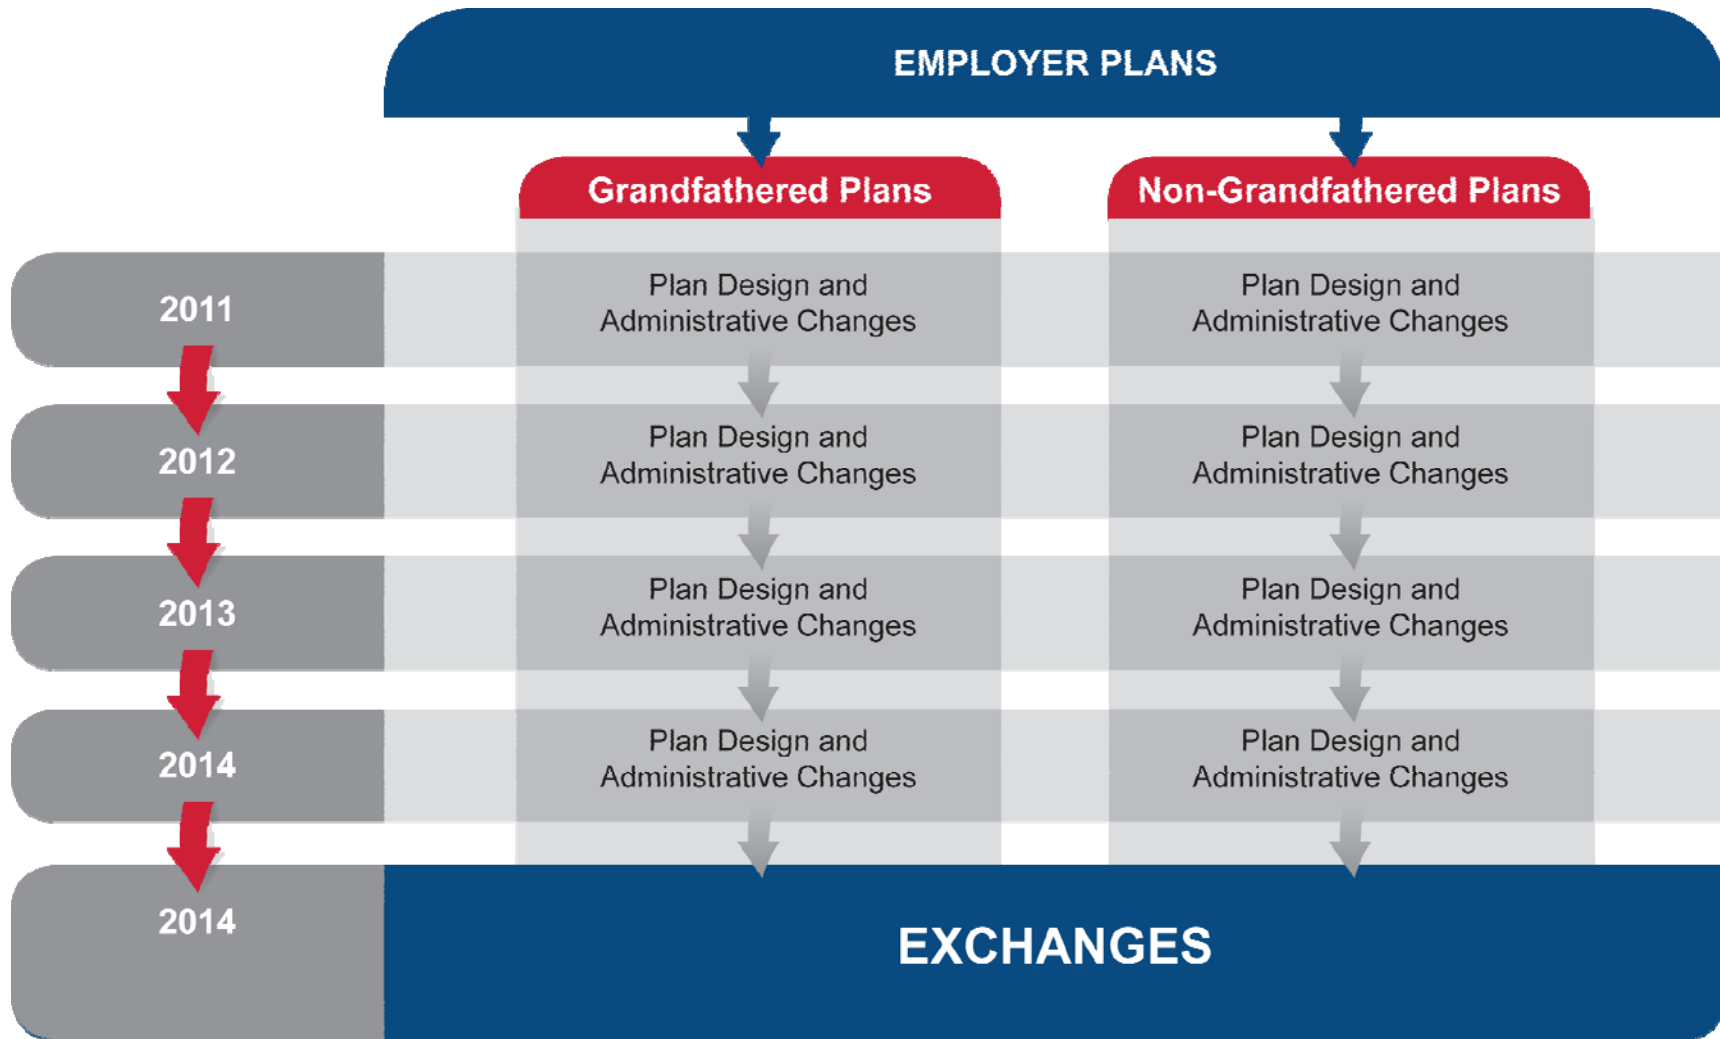 EMPLOYER PLANS
Grandfathered Plans
Non-Grandfathered Plans
2011
Plan Design and
Administrative Changes
Plan Design and
Administrative Changes
2012
Plan Design and
Administrative Changes
Plan Design and
Administrative Changes
2013
Plan Design and
Administrative Changes
Plan Design and
Administrative Changes
2014
Plan Design and
Administrative Changes
Plan Design and
Administrative Changes
2014
EXCHANGES